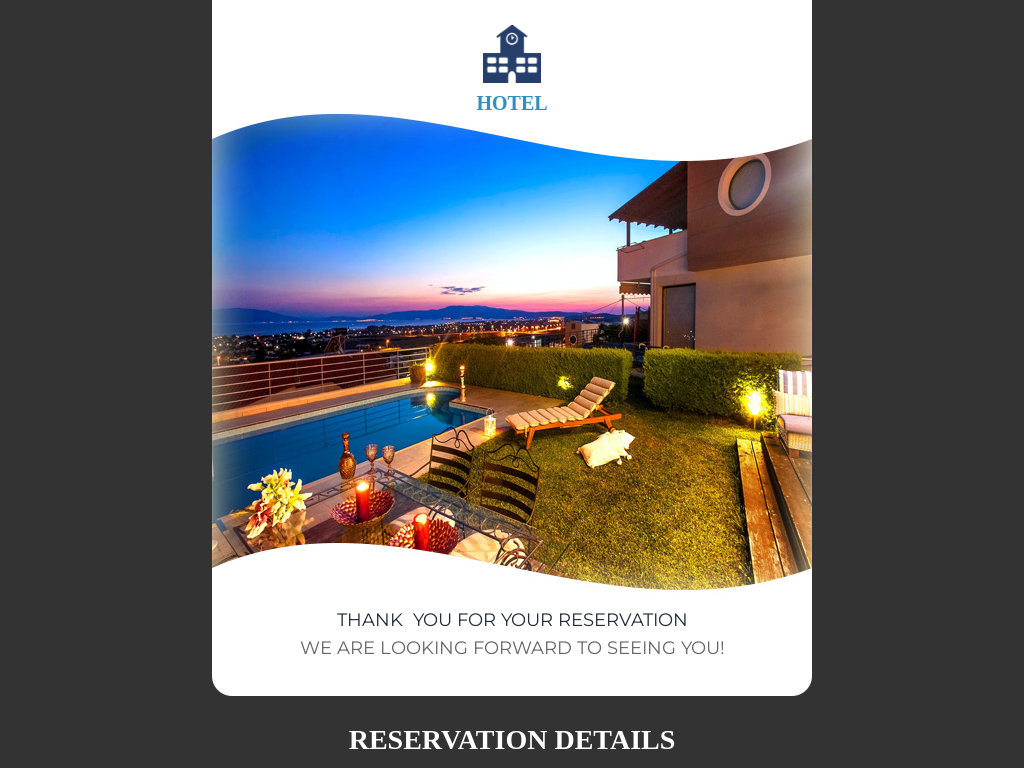 HOTEL
THANK  YOU FOR YOUR RESERVATION
WE ARE LOOKING FORWARD TO SEEING YOU!
RESERVATION DETAILS